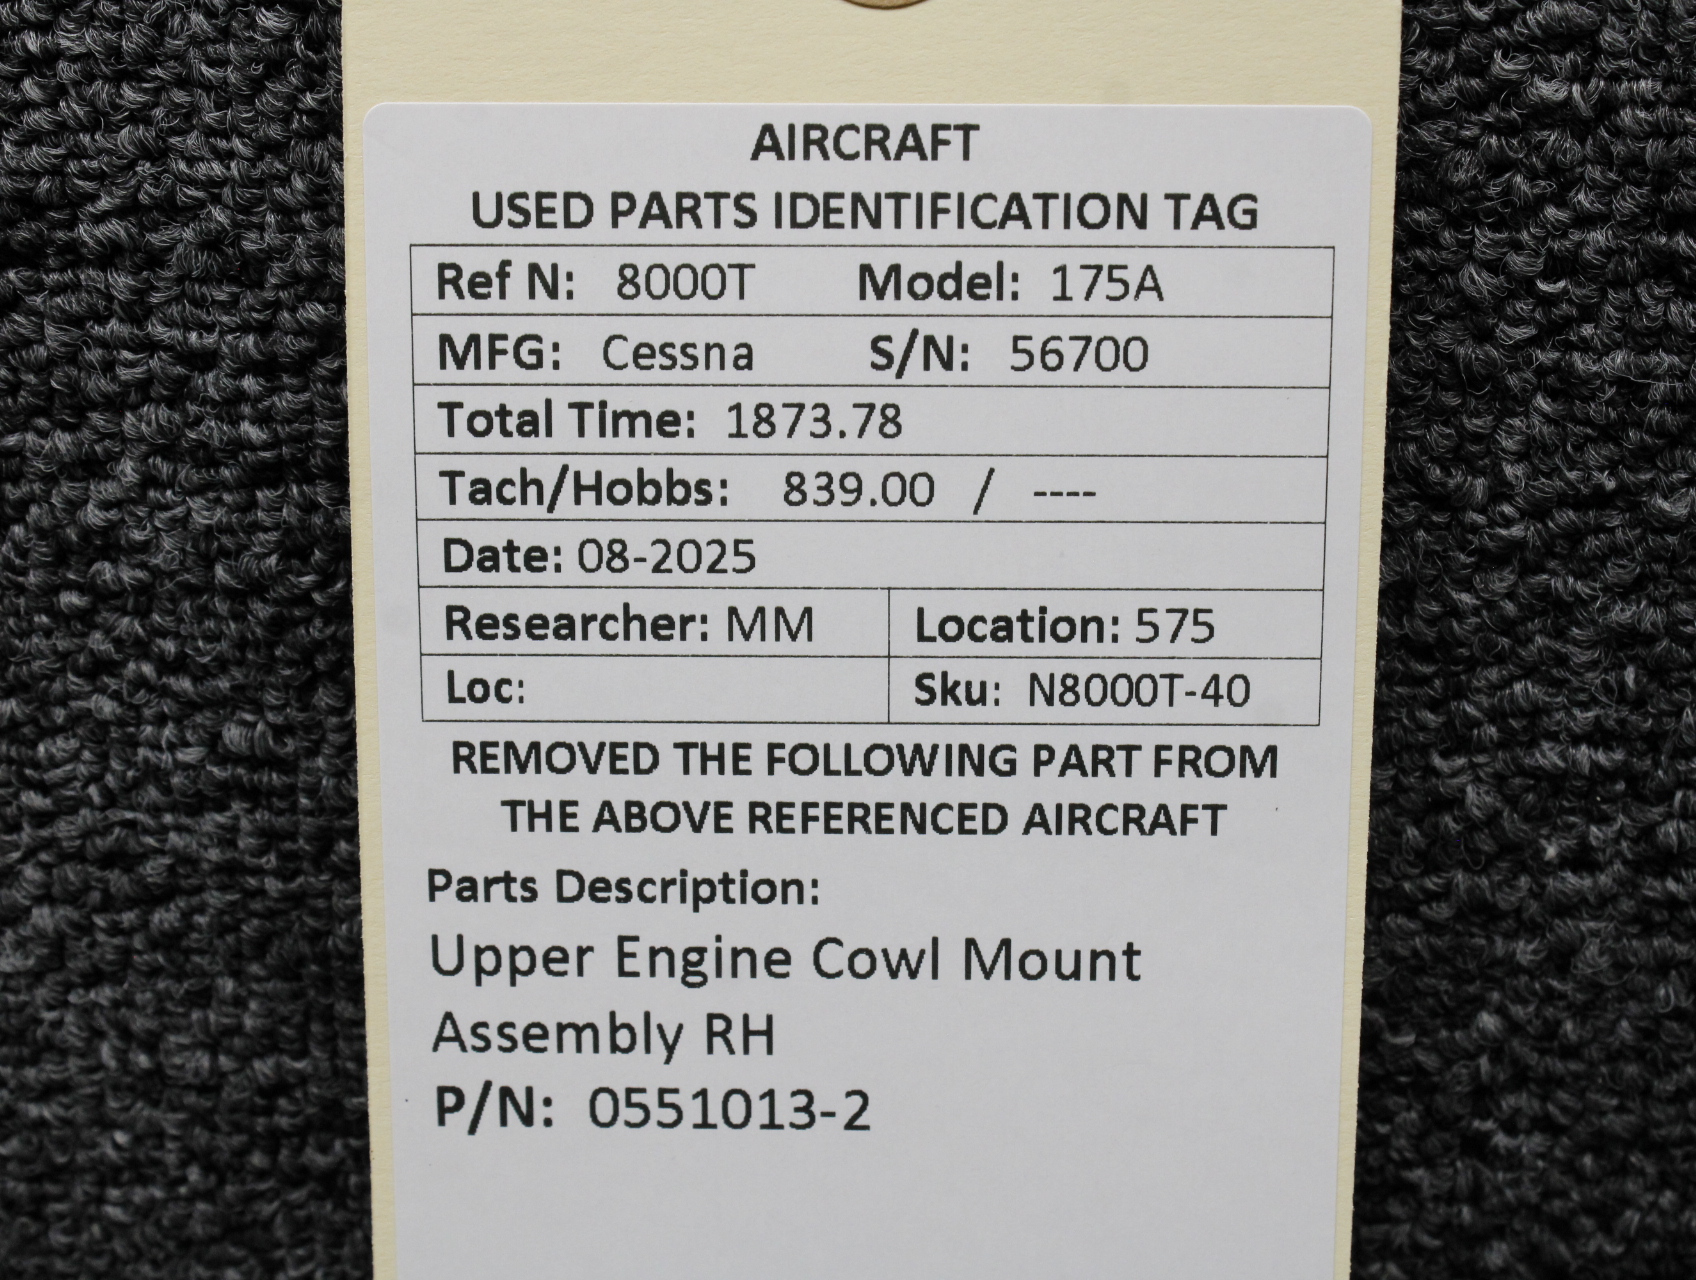 AIRCRAFT
USED PARTS IDENTIFICATION TAG
Ref N: 8000T Model: 175A
MFG: Cessna S/N: 56700
Total Time: 1873.78
Tach/Hobbs: 839.00 / ----
Date: 08-2025
Researcher: MM Location: 575
Loc: Sku: N8000T-40
REMOVED THE FOLLOWING PART FROM
THE ABOVE REFERENCED AIRCRAFT
Parts Description:
Upper Engine Cowl Mount
Assembly RH
P/N: 0551013-2